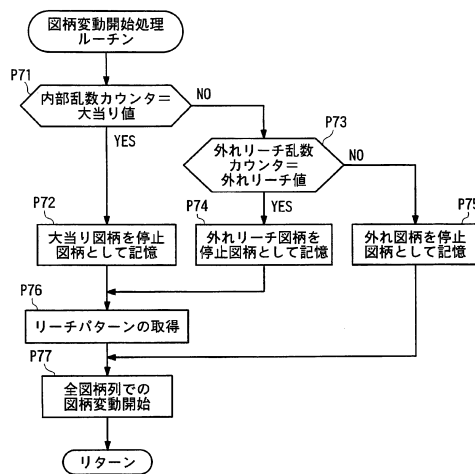 図柄変動開始処理
ルーチン
P71
内部乱数カウンタ=
大当り値
NO
YES
P73
外れリーチ乱数
カウンタ=
外れリーチ値
NO
YES
P72
大当り図柄を停止
図柄として記憶
P74
外れリーチ図柄を
停止図柄として記憶
P75
外れ図柄を停止
図柄として記憶
P76
リーチパターンの取得
P77
全図柄列での
図柄変動開始
リターン